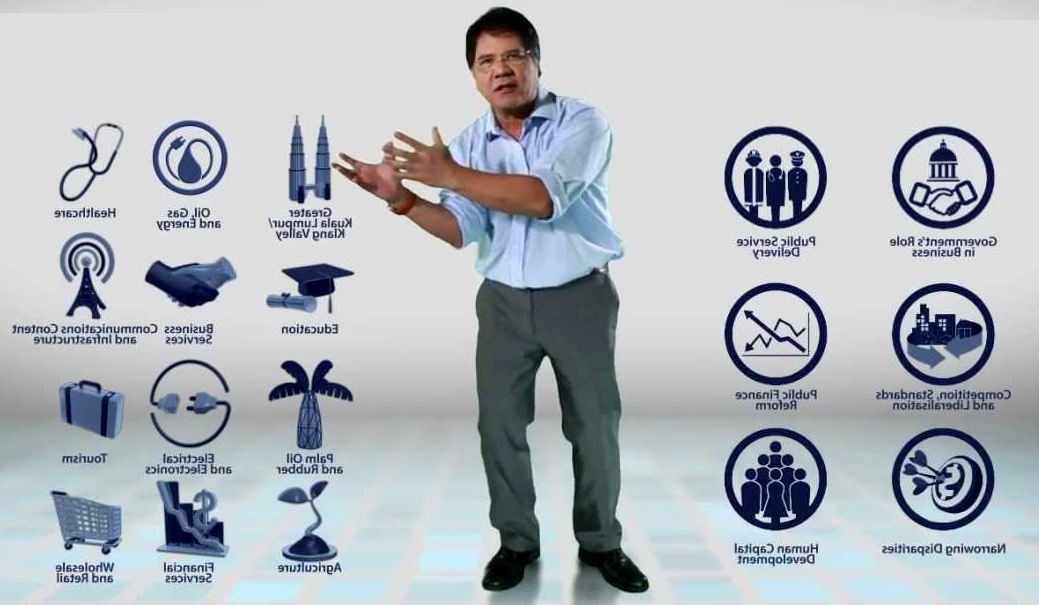 Healthcare
Oil, Gas
and Energy
Greater
Kuala Lumpur/
Klang Valley
Public Service
Delivery
Government's Role
in Business
Communications Content
and Infrastructure
Business
Services
Education
Public Finance
Reform
Competition, Standards
and Liberalisation
Tourism
Electrical
and Electronics
Palm Oil
and Rubber
Human Capital
Development
Narrowing Disparities
Wholesale
and Retail
Financial
Services
Agriculture